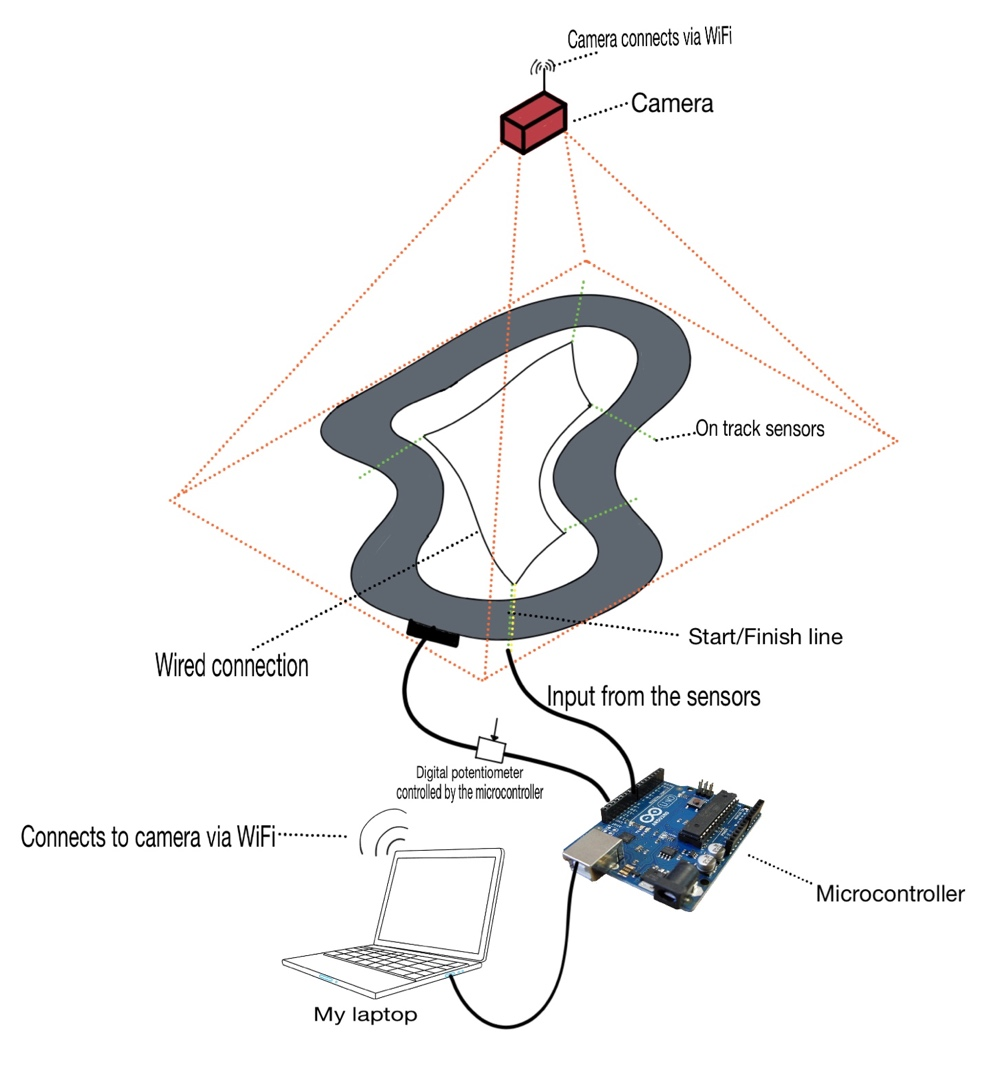 Camera connects via WiFi
Camera
On track sensors
Start/Finish line
Wired connection
Input from the sensors
Digital potentiometer
controlled by the microcontroller
Connects to camera via WiFi
Microcontroller
My laptop